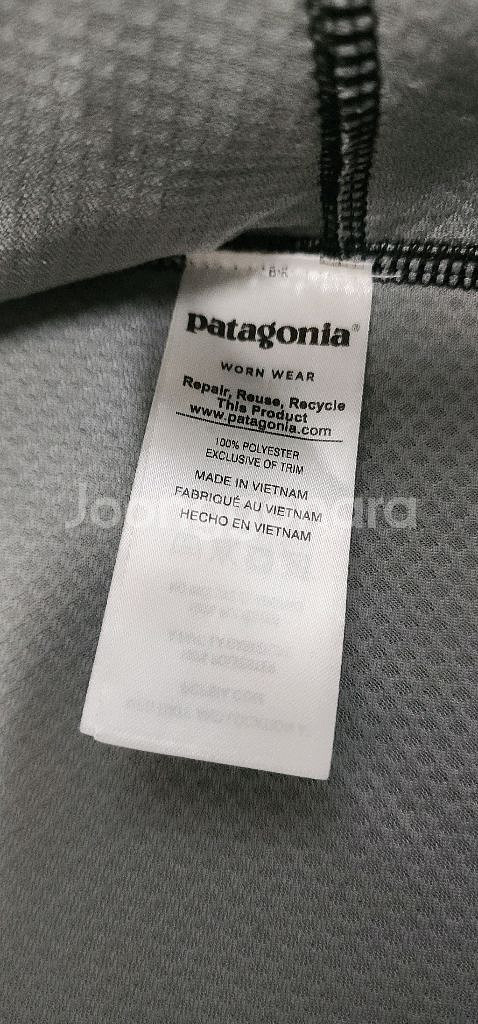 patagonia®
WORN WEAR
Repair, Reuse, Recycle
This Product
www.patagonia.com
100% POLYESTER
EXCLUSIVE OF TRIM
MADE IN VIETNAM
FABRIQUÉ AU VIETNAM
HECHO EN VIETNAM